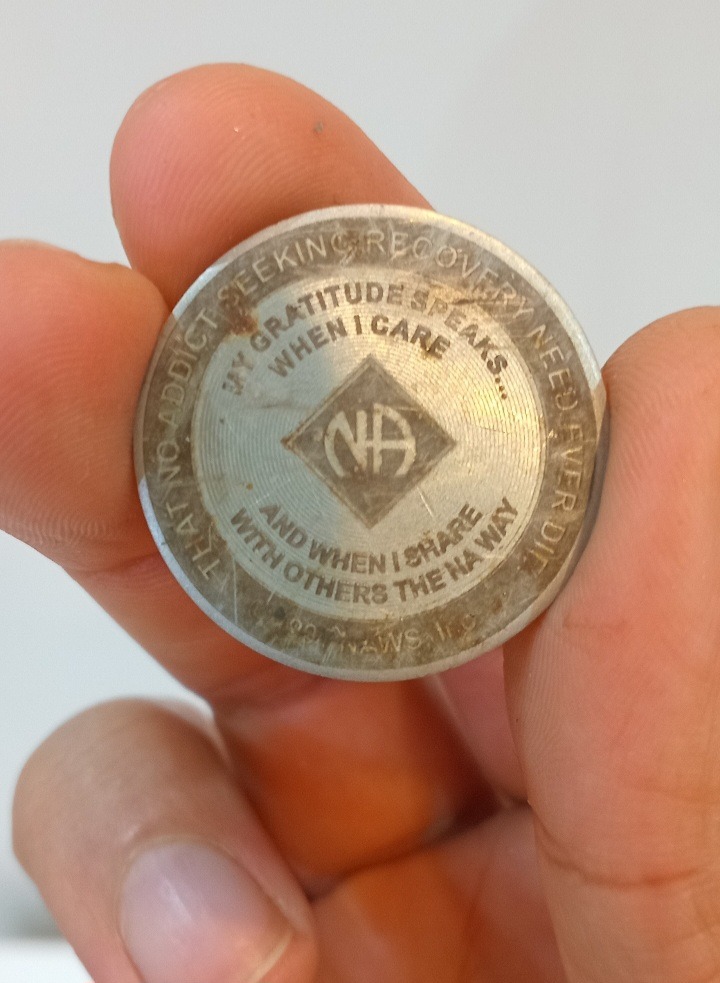 THAT NO ADDICT SEEKING RECOVERY NEED EVER DIE
MY GRATITUDE SPEAKS...
WHEN I CARE
NA
AND WHEN I SHARE
WITH OTHERS THE NA WAY
NAWS